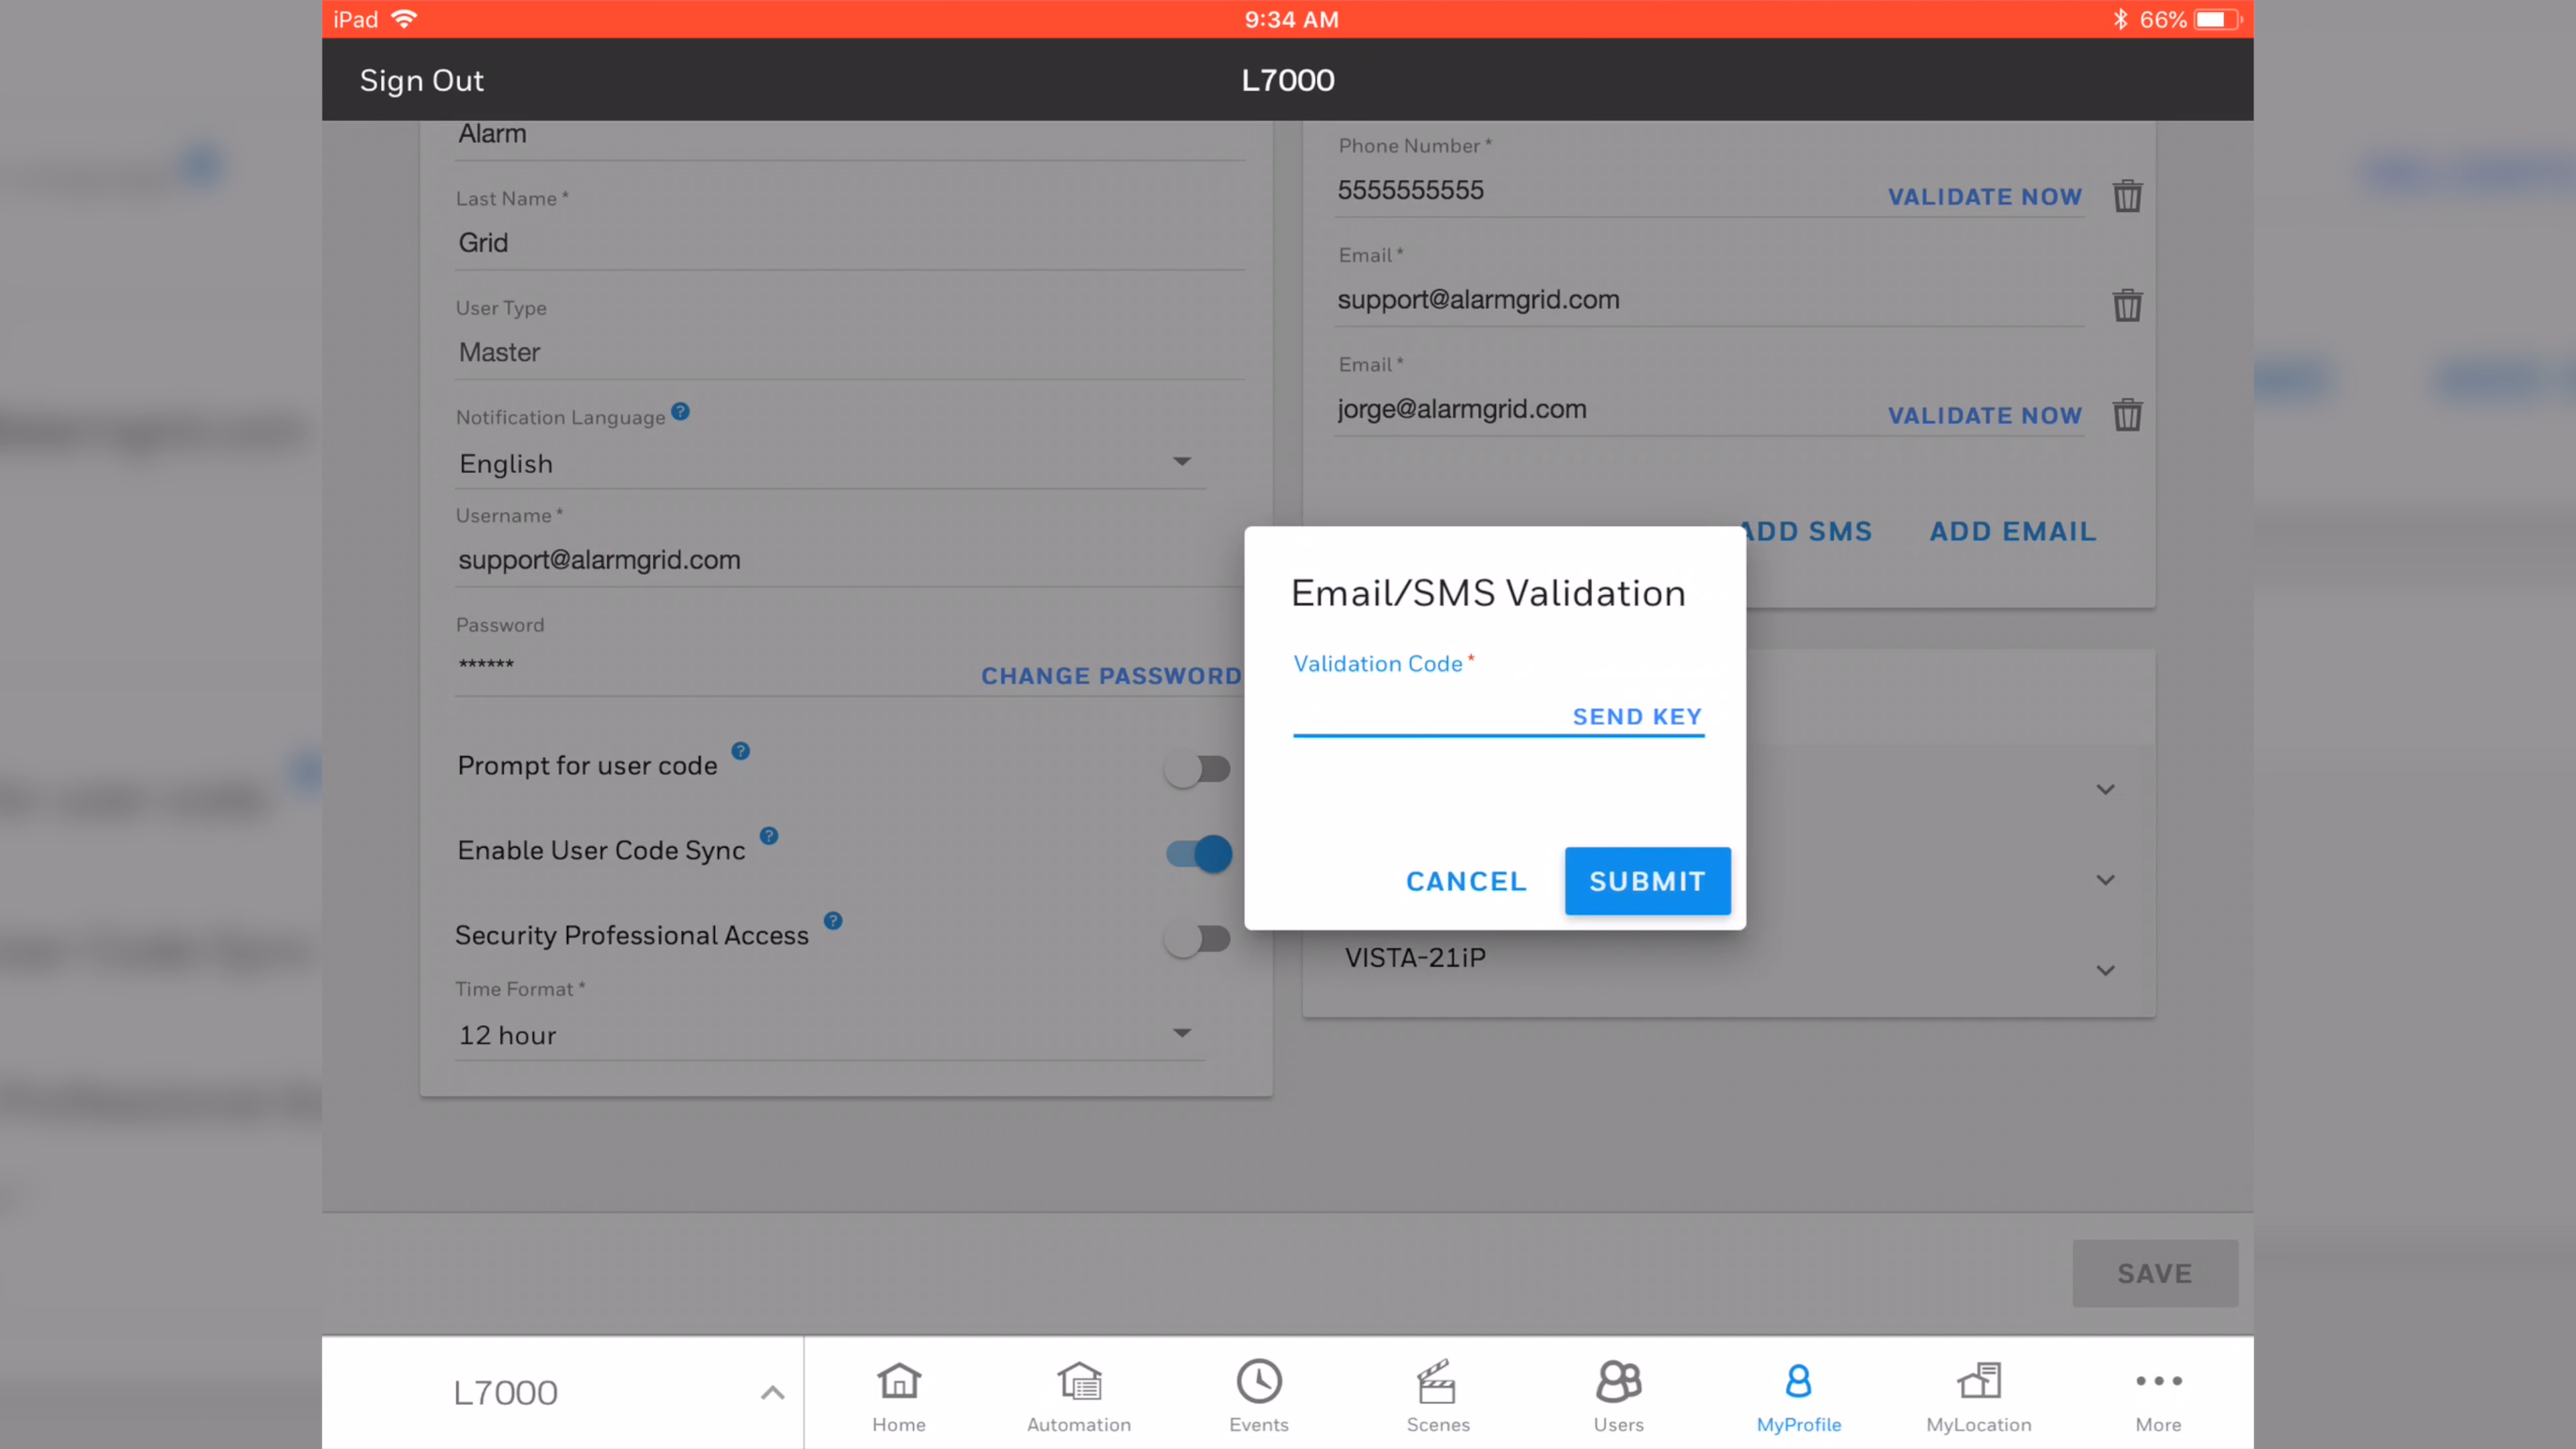 iPad 9:34 AM 66%
Sign Out L7000
Alarm
Last Name *
Grid
User Type
Master
Notification Language ?
English
Username *
support@alarmgrid.com
Password
******
CHANGE PASSWORD
Prompt for user code ?
Enable User Code Sync ?
Security Professional Access ?
Time Format *
12 hour
Phone Number *
5555555555 VALIDATE NOW
Email *
support@alarmgrid.com
Email *
jorge@alarmgrid.com VALIDATE NOW
ADD SMS ADD EMAIL
Email/SMS Validation
Validation Code *
SEND KEY
CANCEL SUBMIT
VISTA-21iP
SAVE
L7000
Home Automation Events Scenes Users MyProfile MyLocation More